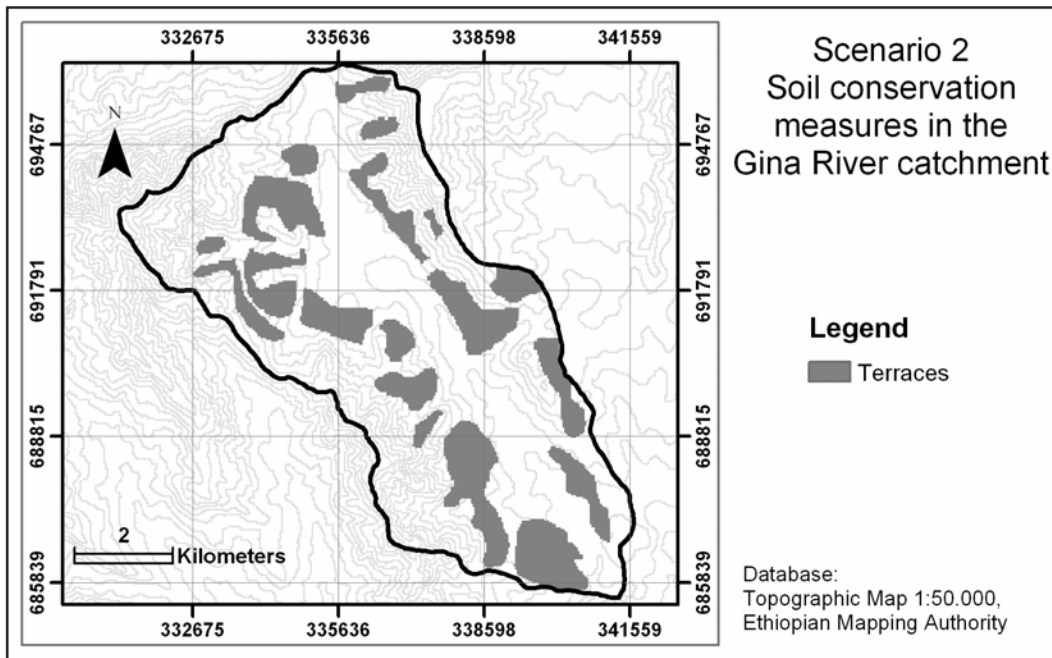 Scenario 2
Soil conservation
measures in the
Gina River catchment
332675 335636 338598 341559
N
694767 694767
691791 691791
688815 688815
685839 685839
2
Kilometers
332675 335636 338598 341559
Legend
Terraces
Database:
Topographic Map 1:50.000,
Ethiopian Mapping Authority